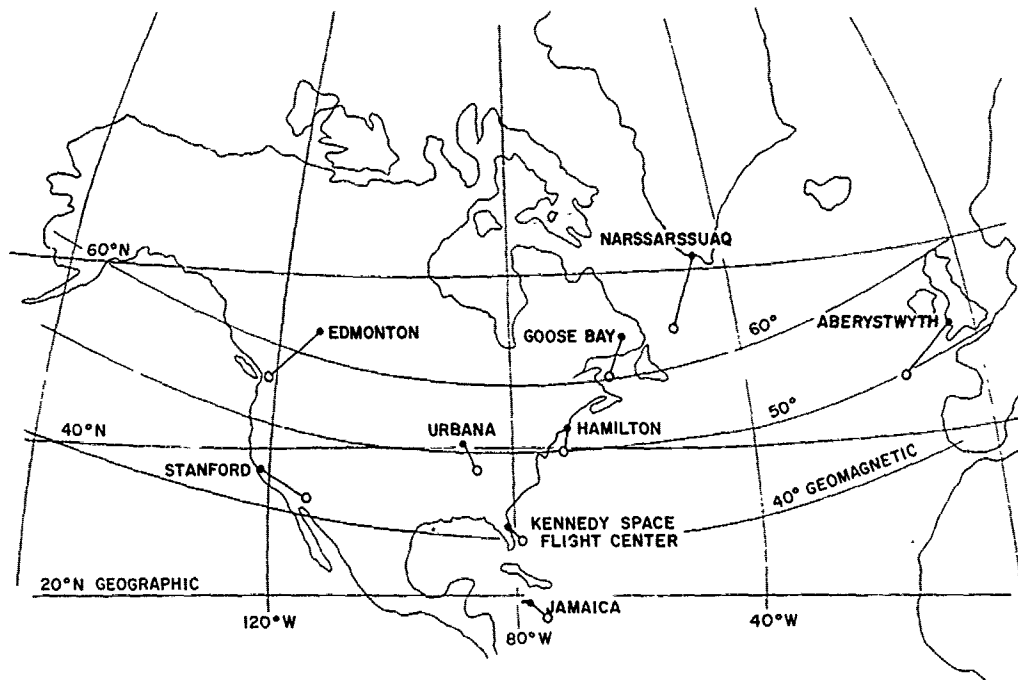 NARSSARSSUAQ
60°N
EDMONTON
GOOSE BAY
60°
ABERYSTWYTH
50°
40°N
URBANA
HAMILTON
STANFORD
40° GEOMAGNETIC
KENNEDY SPACE
FLIGHT CENTER
20°N GEOGRAPHIC
JAMAICA
120°W
80°W
40°W